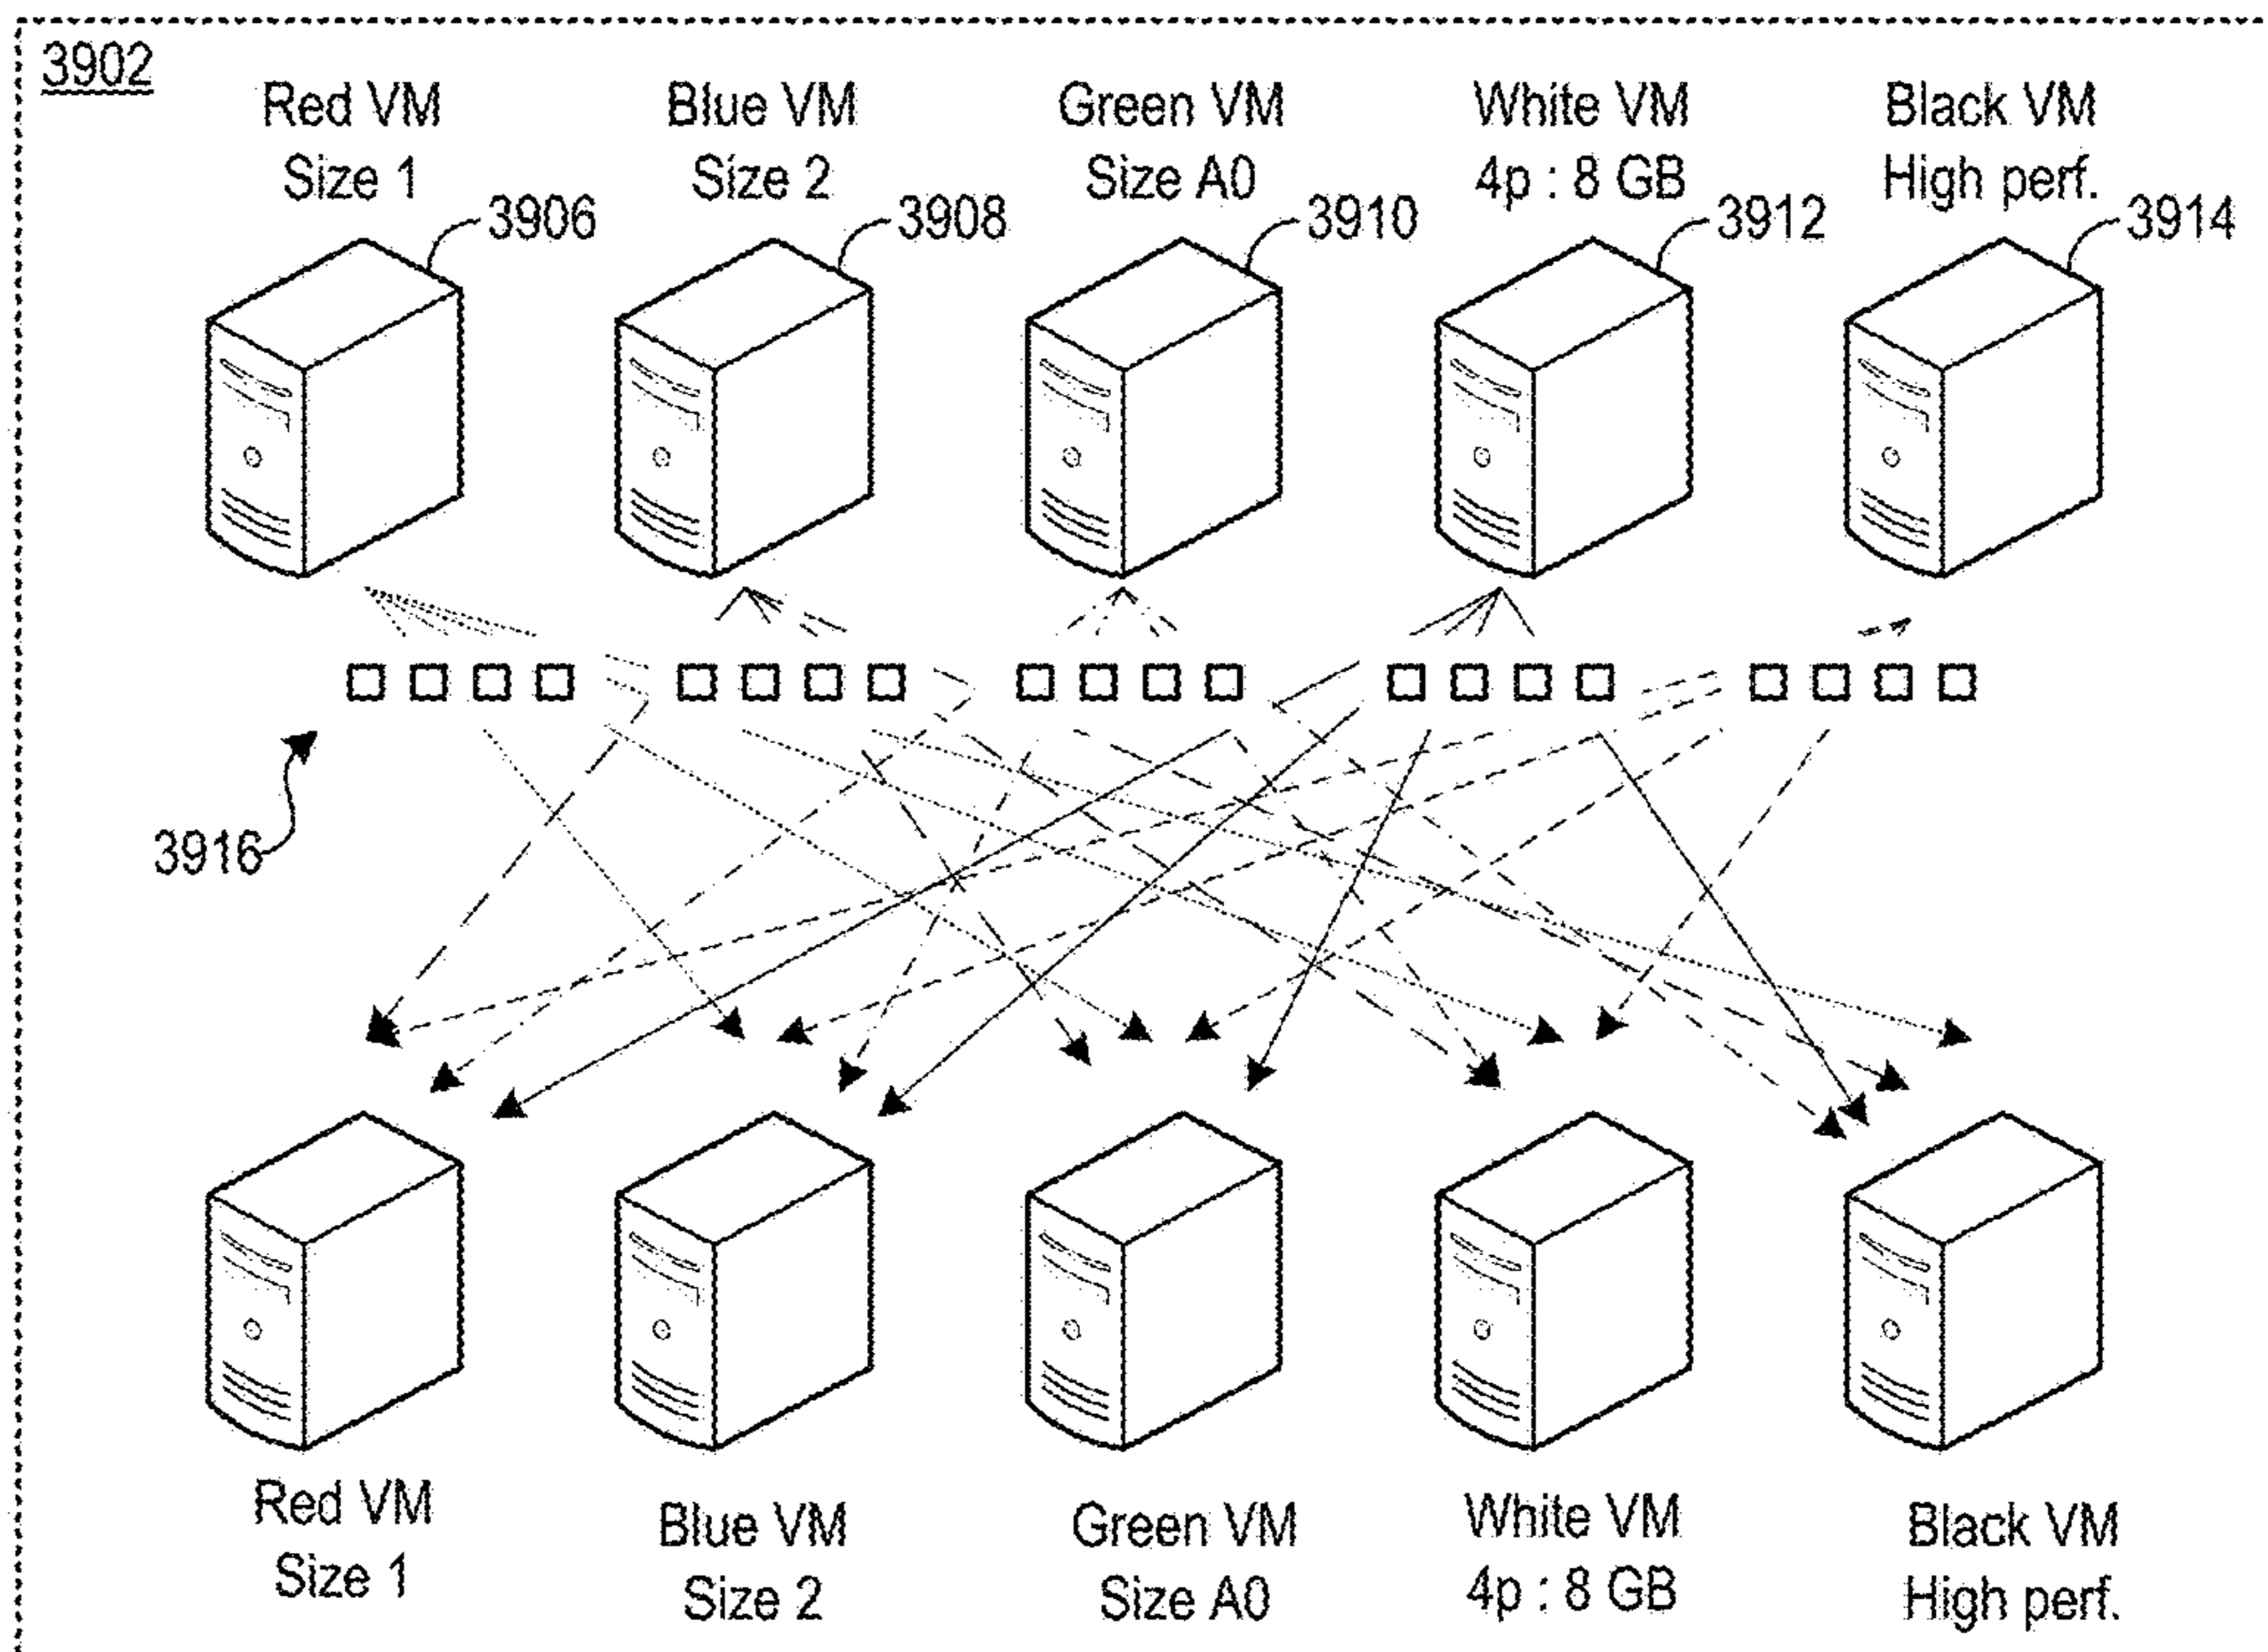 3902
Red VM
Size 1
Blue VM
Size 2
Green VM
Size A0
White VM
4p : 8 GB
Black VM
High perf.
3906
3908
3910
3912
3914
3916
Red VM
Size 1
Blue VM
Size 2
Green VM
Size A0
White VM
4p : 8 GB
Black VM
High perf.